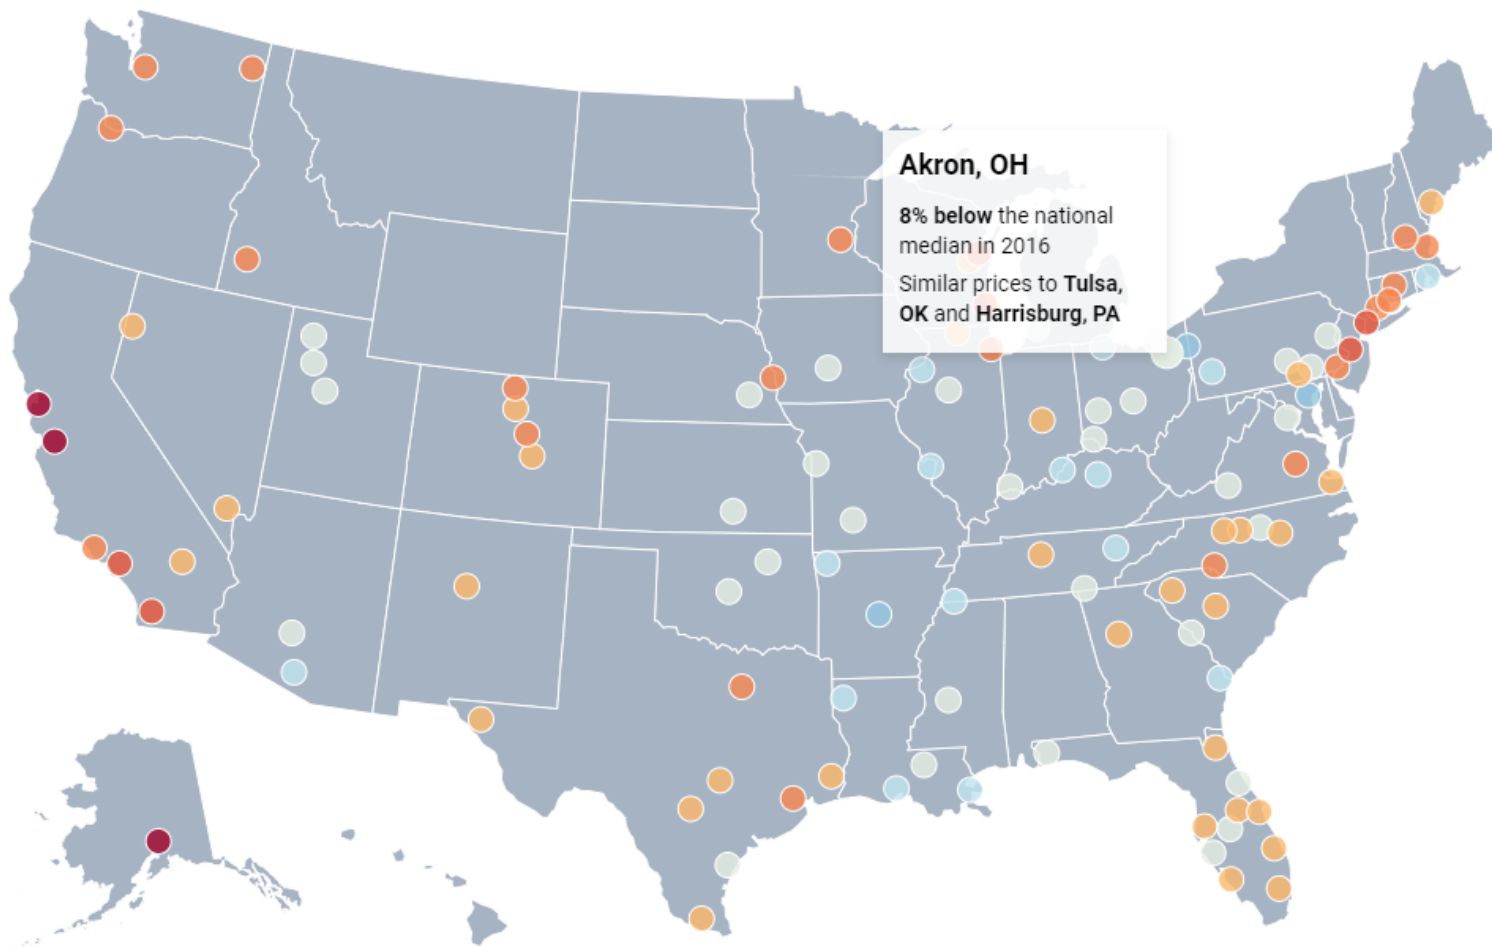 Akron, OH
8% below the national
median in 2016
Similar prices to Tulsa,
OK and Harrisburg, PA